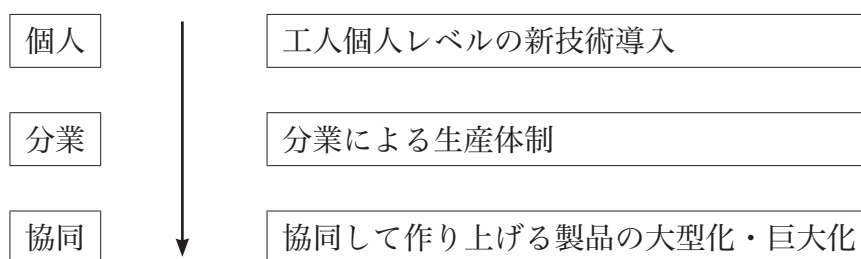 個人
工人個人レベルの新技術導入
分業
分業による生産体制
協同
協同して作り上げる製品の大型化・巨大化